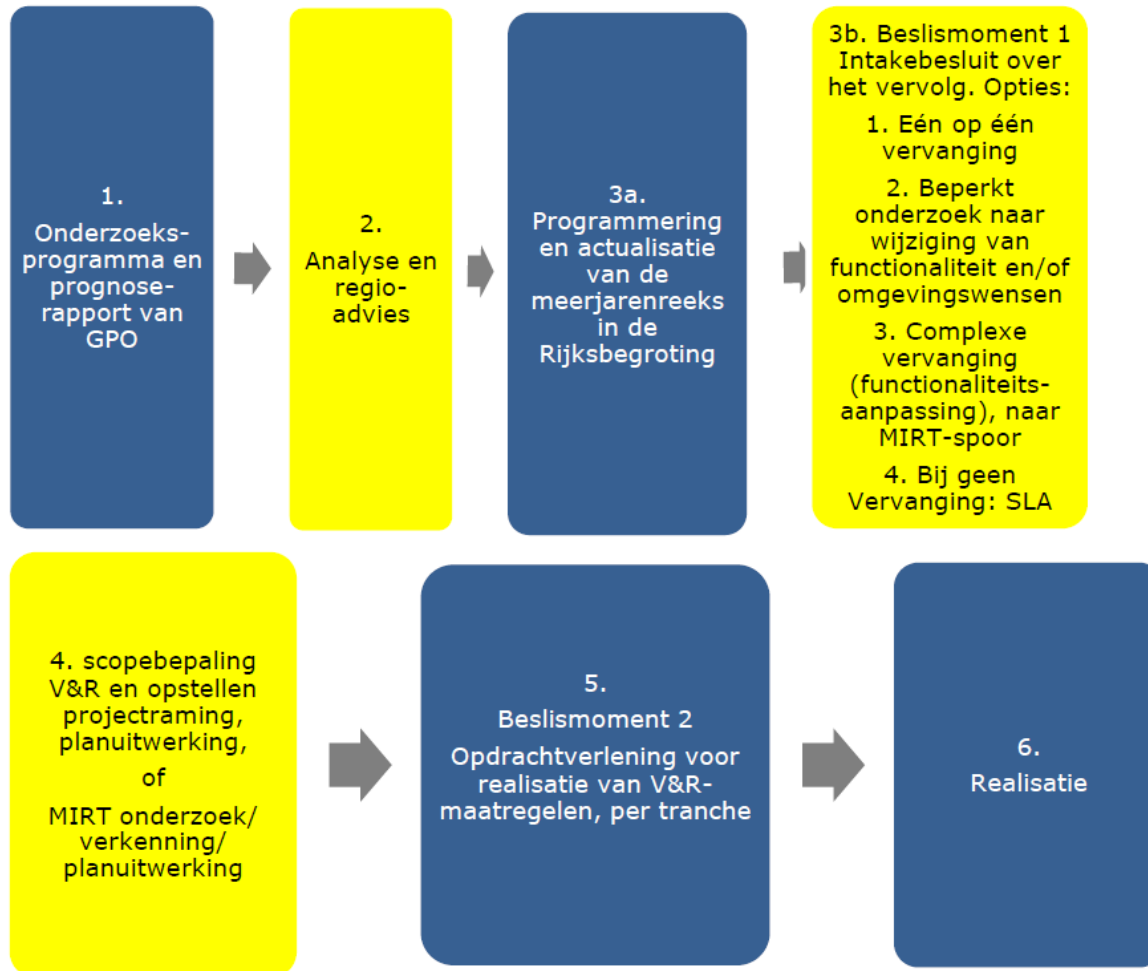 1.
Onderzoeks-
programma en
prognose-
rapport van
GPO
2.
Analyse en
regio-
advies
3a.
Programmering
en actualisatie
van de
meerjarenreeks
in de
Rijksbegroting
3b. Beslismoment 1
Intakebesluit over
het vervolg. Opties:
1. Eén op één
vervanging
2. Beperkt
onderzoek naar
wijziging van
functionaliteit en/of
omgevingswensen
3. Complexe
vervanging
(functionaliteits-
aanpassing), naar
MIRT-spoor
4. Bij geen
Vervanging: SLA
4. scopebepaling
V&R en opstellen
projectraming,
planuitwerking,
of
MIRT onderzoek/
verkenning/
planuitwerking
5.
Beslismoment 2
Opdrachtverlening voor
realisatie van V&R-
maatregelen, per tranche
6.
Realisatie